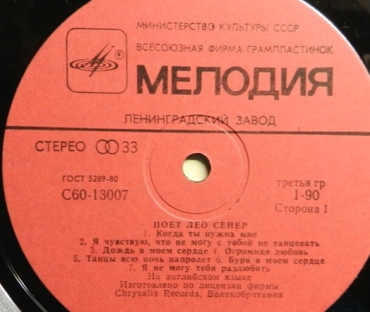 МИНИСТЕРСТВО КУЛЬТУРЫ СССР
ВСЕСОЮЗНАЯ ФИРМА ГРАМПЛАСТИНОК
МЕЛОДИЯ
ЛЕНИНГРАДСКИЙ ЗАВОД
СТЕРЕО 33
ГОСТ 5289-80
С60-13007
третья гр
1-90
Сторона 1
ПОЕТ ЛЕО СЕЙЕР
1. Когда ты нужна мне
2. Я чувствую, что не могу с тобой не танцевать
3. Дождь в моем сердце 4. Огромная любовь
5. Танцы всю ночь напролет 6. Буря в моем сердце
7. Я не могу тебя разлюбить
На английском языке
Изготовлено по лицензии фирмы
Chrysalis Records, Великобритания